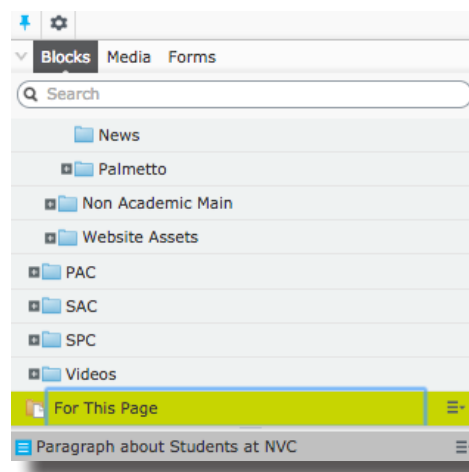 Blocks Media Forms
Search
News
Palmetto
Non Academic Main
Website Assets
PAC
SAC
SPC
Videos
For This Page
Paragraph about Students at NVC